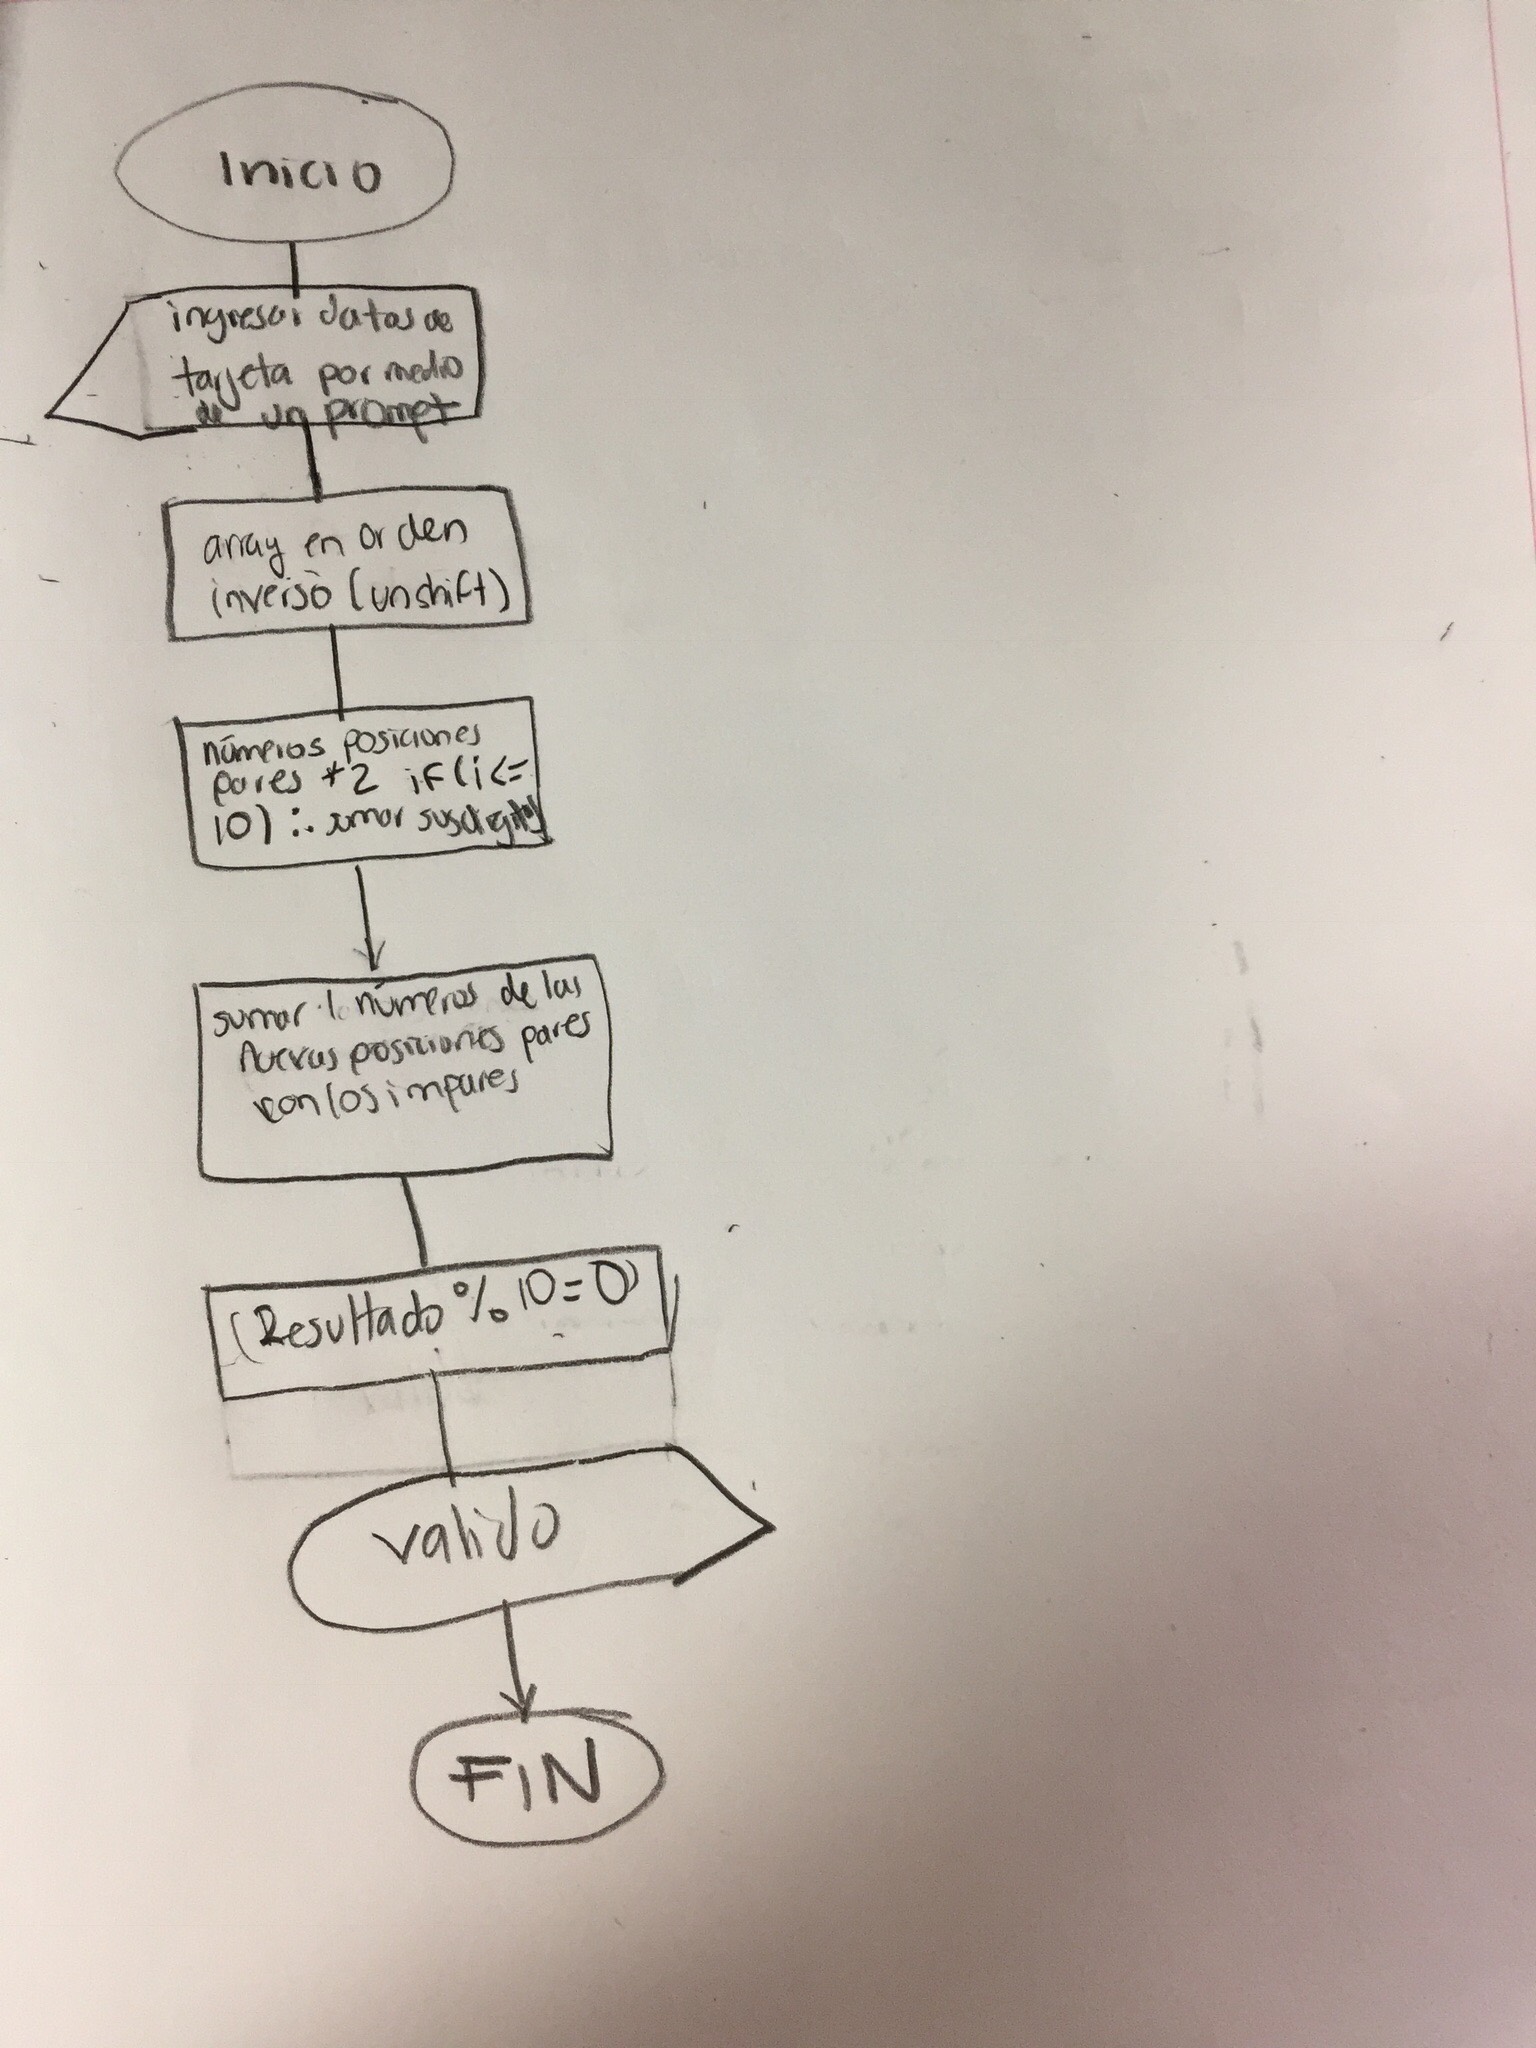 Inicio
ingresar datos de
tarjeta por medio
de un prompt
array en orden
inverso (unshift)
números posiciones
pares *2 if (i <=
10) ∴ sumar sus digitos
sumar números de las
nuevas posiciones pares
con los impares
(Resultado % 10 = 0)
valido
FIN